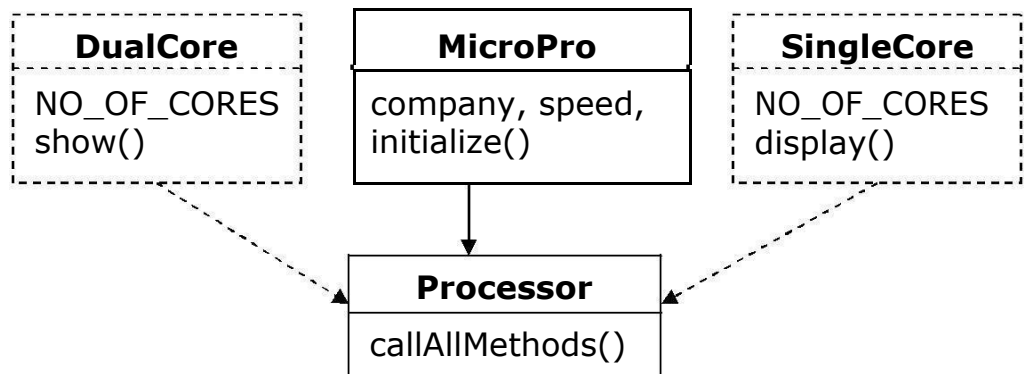 DualCore
NO_OF_CORES
show()
MicroPro
company, speed,
initialize()
SingleCore
NO_OF_CORES
display()
Processor
callAllMethods()